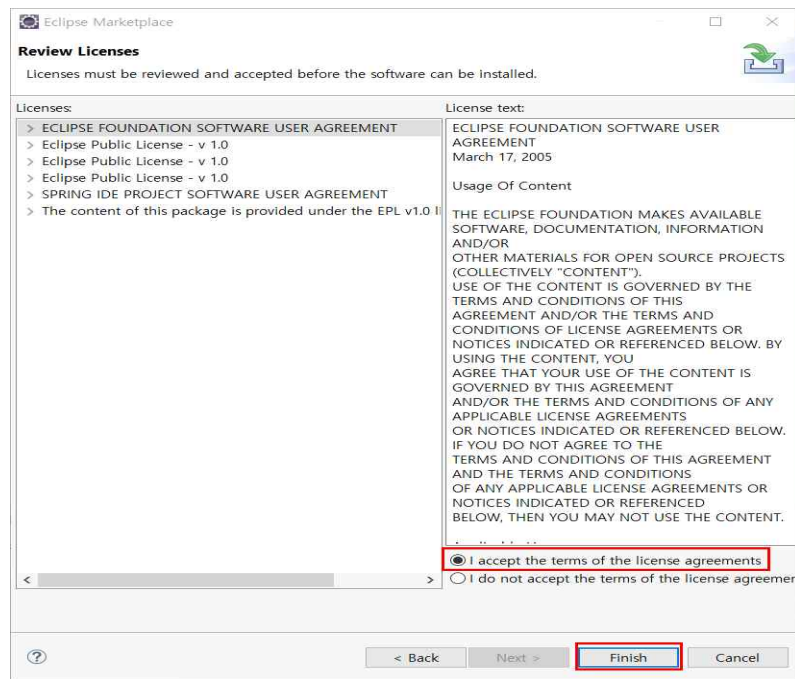 Eclipse Marketplace
Review Licenses
Licenses must be reviewed and accepted before the software can be installed.
Licenses:
> ECLIPSE FOUNDATION SOFTWARE USER AGREEMENT
> Eclipse Public License - v 1.0
> Eclipse Public License - v 1.0
> Eclipse Public License - v 1.0
> SPRING IDE PROJECT SOFTWARE USER AGREEMENT
> The content of this package is provided under the EPL v1.0 li
License text:
ECLIPSE FOUNDATION SOFTWARE USER
AGREEMENT
March 17, 2005
Usage Of Content
THE ECLIPSE FOUNDATION MAKES AVAILABLE
SOFTWARE, DOCUMENTATION, INFORMATION
AND/OR
OTHER MATERIALS FOR OPEN SOURCE PROJECTS
(COLLECTIVELY "CONTENT").
USE OF THE CONTENT IS GOVERNED BY THE
TERMS AND CONDITIONS OF THIS
AGREEMENT AND/OR THE TERMS AND
CONDITIONS OF LICENSE AGREEMENTS OR
NOTICES INDICATED OR REFERENCED BELOW. BY
USING THE CONTENT, YOU
AGREE THAT YOUR USE OF THE CONTENT IS
GOVERNED BY THIS AGREEMENT
AND/OR THE TERMS AND CONDITIONS OF ANY
APPLICABLE LICENSE AGREEMENTS
OR NOTICES INDICATED OR REFERENCED BELOW.
IF YOU DO NOT AGREE TO THE
TERMS AND CONDITIONS OF THIS AGREEMENT
AND THE TERMS AND CONDITIONS
OF ANY APPLICABLE LICENSE AGREEMENTS OR
NOTICES INDICATED OR REFERENCED
BELOW, THEN YOU MAY NOT USE THE CONTENT.
I accept the terms of the license agreements
I do not accept the terms of the license agreemer
< Back
Next >
Finish
Cancel